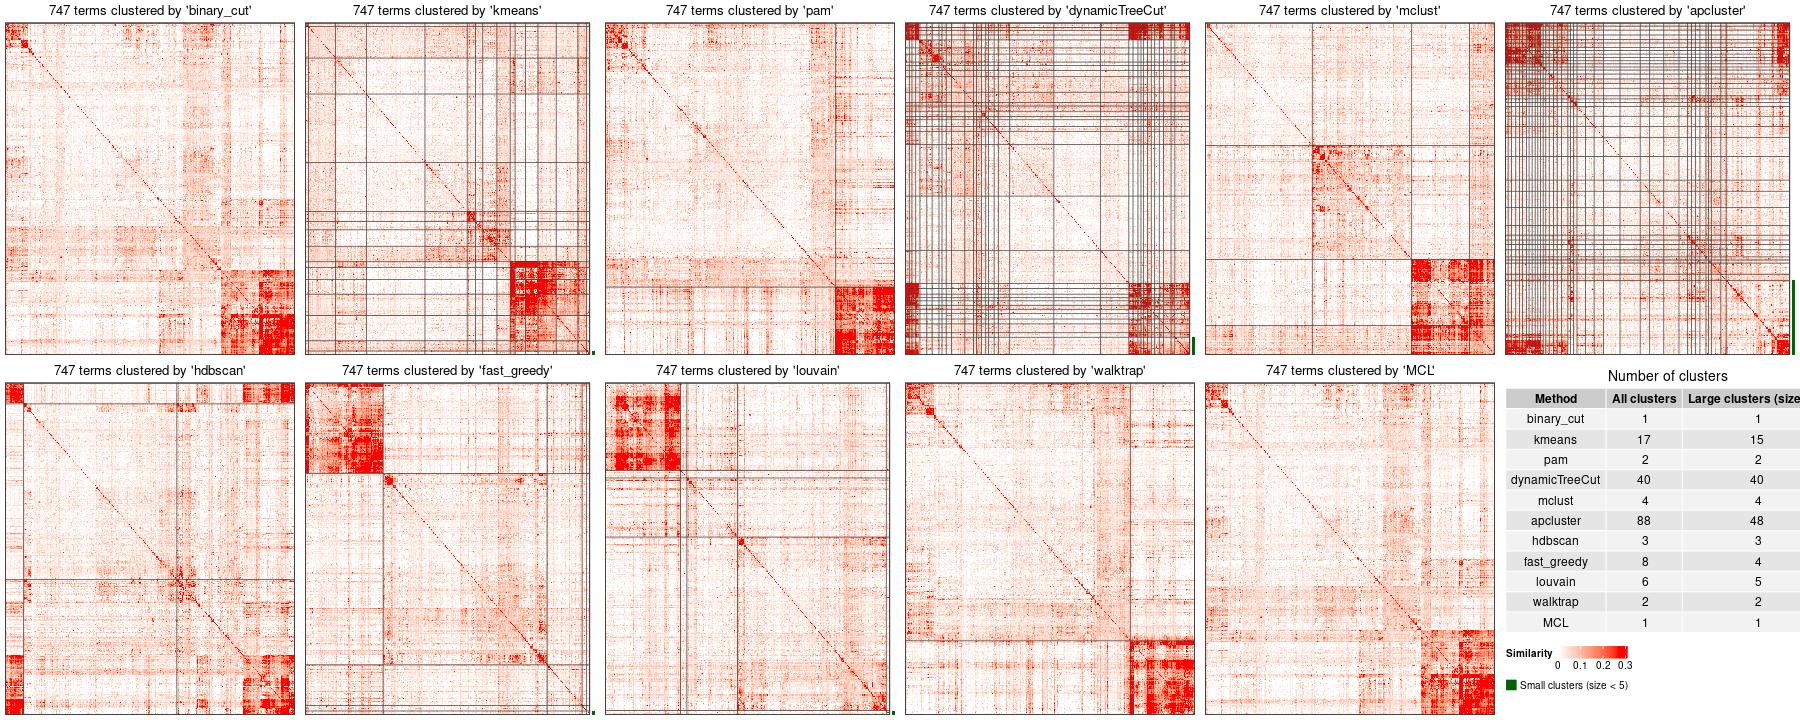 747 terms clustered by 'binary_cut'
747 terms clustered by 'kmeans'
747 terms clustered by 'pam'
747 terms clustered by 'dynamicTreeCut'
747 terms clustered by 'mclust'
747 terms clustered by 'apcluster'
747 terms clustered by 'hdbscan'
747 terms clustered by 'fast_greedy'
747 terms clustered by 'louvain'
747 terms clustered by 'walktrap'
747 terms clustered by 'MCL'
Number of clusters
Method All clusters Large clusters (size
binary_cut 1 1
kmeans 17 15
pam 2 2
dynamicTreeCut 40 40
mclust 4 4
apcluster 88 48
hdbscan 3 3
fast_greedy 8 4
louvain 6 5
walktrap 2 2
MCL 1 1
Similarity
0 0.1 0.2 0.3
Small clusters (size < 5)